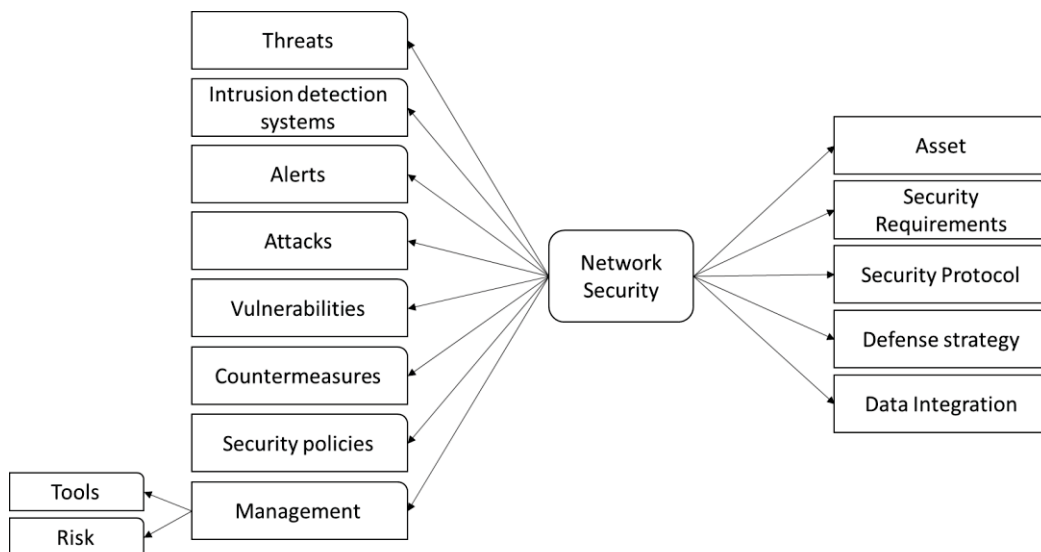 Threats
Intrusion detection
systems
Alerts
Attacks
Vulnerabilities
Countermeasures
Security policies
Management
Tools
Risk
Network
Security
Asset
Security
Requirements
Security Protocol
Defense strategy
Data Integration